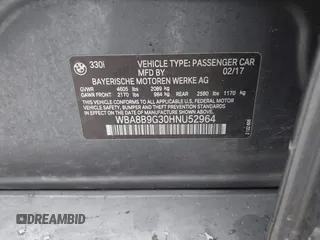 330i
VEHICLE TYPE: PASSENGER CAR
MFD BY 02/17
BAYERISCHE MOTOREN WERKE AG
GVWR 4605 lbs 2089 kg
GAWR FRONT 2170 lbs 984 kg REAR 2580 lbs 1170 kg
THIS VEHICLE CONFORMS TO ALL APPLICABLE U.S. FEDERAL MOTOR VEHICLE
SAFETY, BUMPER, AND THEFT PREVENTION STANDARDS
IN EFFECT ON THE DATE OF MANUFACTURE SHOWN ABOVE.
WBA8B9G30HNU52964
DREAMBID